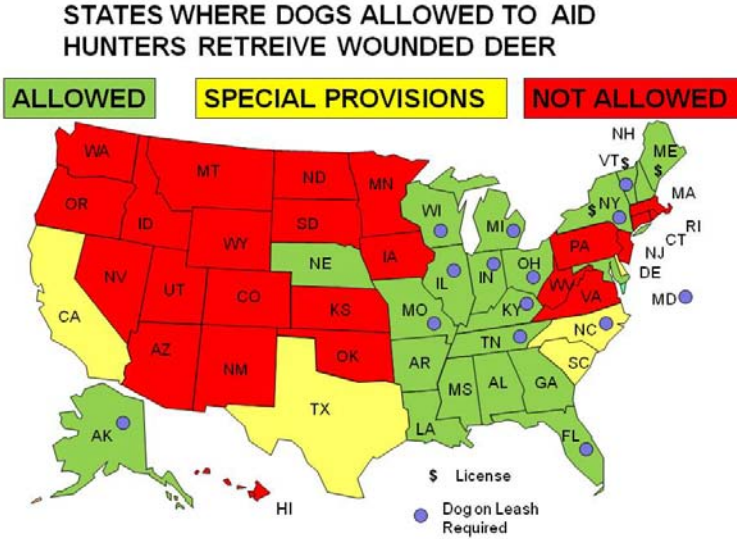 STATES WHERE DOGS ALLOWED TO AID
HUNTERS RETREIVE WOUNDED DEER
ALLOWED
SPECIAL PROVISIONS
NOT ALLOWED
NH
WA
MT
ND
MN
VT$
ME
$
OR
ID
SD
WI
MI
$
NY
MA
WY
RI
CT
NJ
IA
PA
NE
OH
DE
NV
UT
CO
IL
IN
WV
VA
MD
CA
KS
MO
KY
NC
AZ
NM
OK
AR
TN
SC
TX
MS
AL
GA
AK
LA
FL
$ License
HI
Dog on Leash
Required